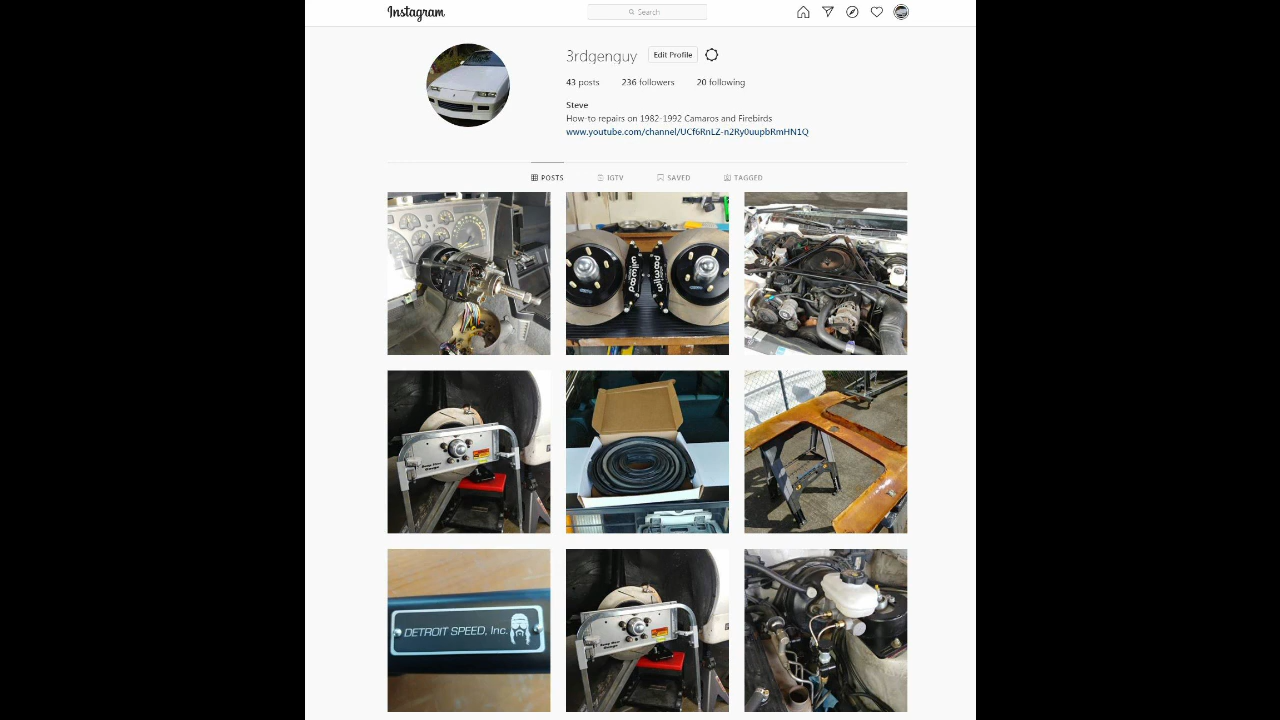 Instagram
Search
3rdgenguy
Edit Profile
43 posts
236 followers
20 following
Steve
How-to repairs on 1982-1992 Camaros and Firebirds
www.youtube.com/channel/UCf6RnLZ-n2Ry0uupbRmHN1Q
POSTS
IGTV
SAVED
TAGGED
wilwood
wilwood
DETROIT SPEED, Inc.